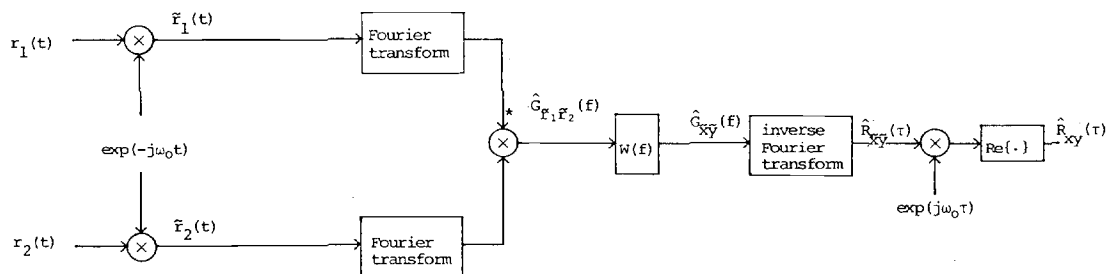 r₁(t)
r̃₁(t)
Fourier
transform
exp(-jω₀t)
*
Ĝr̃₁r̃₂(f)
W(f)
Ĝx̃ỹ(f)
inverse
Fourier
transform
R̂x̃ỹ(τ)
exp(jω₀τ)
Re{.}
R̂xy(τ)
r₂(t)
r̃₂(t)
Fourier
transform